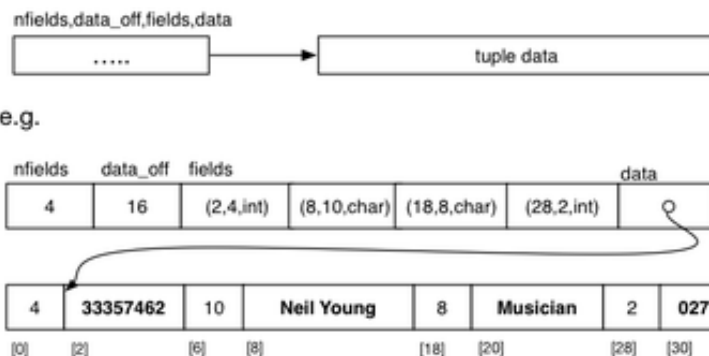 nfields,data_off,fields,data
..... tuple data
e.g.
nfields data_off fields data
4 16 (2,4,int) (8,10,char) (18,8,char) (28,2,int)
4 33357462 10 Neil Young 8 Musician 2 027
[0] [2] [6] [8] [18] [20] [28] [30]